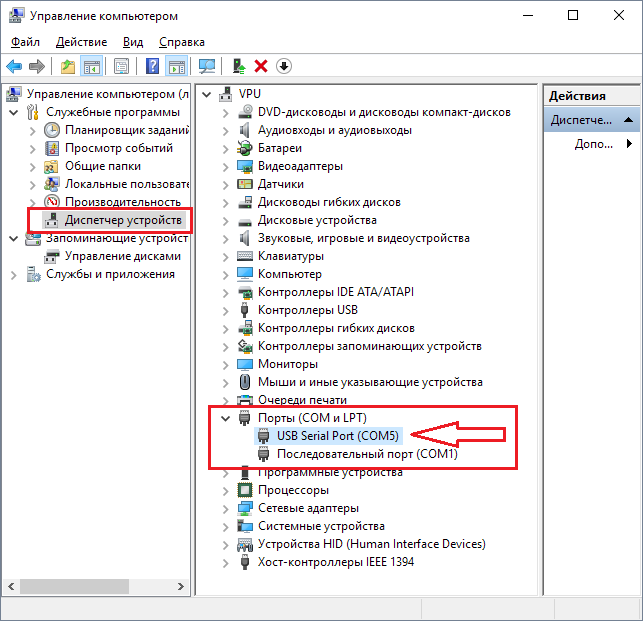 Управление компьютером
Файл Действие Вид Справка
Управление компьютером (л
Служебные программы
Планировщик заданий
Просмотр событий
Общие папки
Локальные пользовате
Производительность
Диспетчер устройств
Запоминающие устройст
Управление дисками
Службы и приложения
VPU
DVD-дисководы и дисководы компакт-дисков
Аудиовходы и аудиовыходы
Батареи
Видеоадаптеры
Датчики
Дисководы гибких дисков
Дисковые устройства
Звуковые, игровые и видеоустройства
Клавиатуры
Компьютер
Контроллеры IDE ATA/ATAPI
Контроллеры USB
Контроллеры гибких дисков
Контроллеры запоминающих устройств
Мониторы
Мыши и иные указывающие устройства
Очереди печати
Порты (COM и LPT)
USB Serial Port (COM5)
Последовательный порт (COM1)
Программные устройства
Процессоры
Сетевые адаптеры
Системные устройства
Устройства HID (Human Interface Devices)
Хост-контроллеры IEEE 1394
Действия
Диспетче...
Допо...